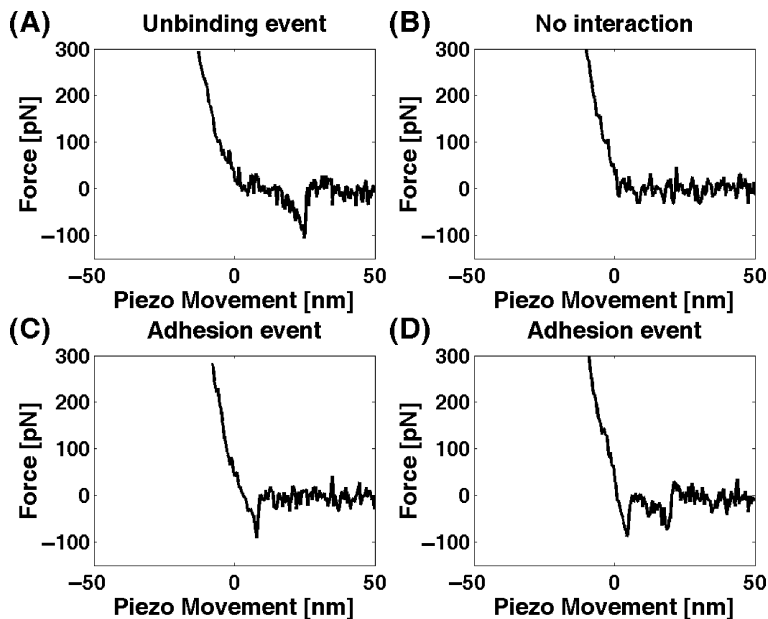 (A) Unbinding event
300
200
100
0
−100
Force [pN]
−50 0 50
Piezo Movement [nm]
(B) No interaction
300
200
100
0
−100
Force [pN]
−50 0 50
Piezo Movement [nm]
(C) Adhesion event
300
200
100
0
−100
Force [pN]
−50 0 50
Piezo Movement [nm]
(D) Adhesion event
300
200
100
0
−100
Force [pN]
−50 0 50
Piezo Movement [nm]